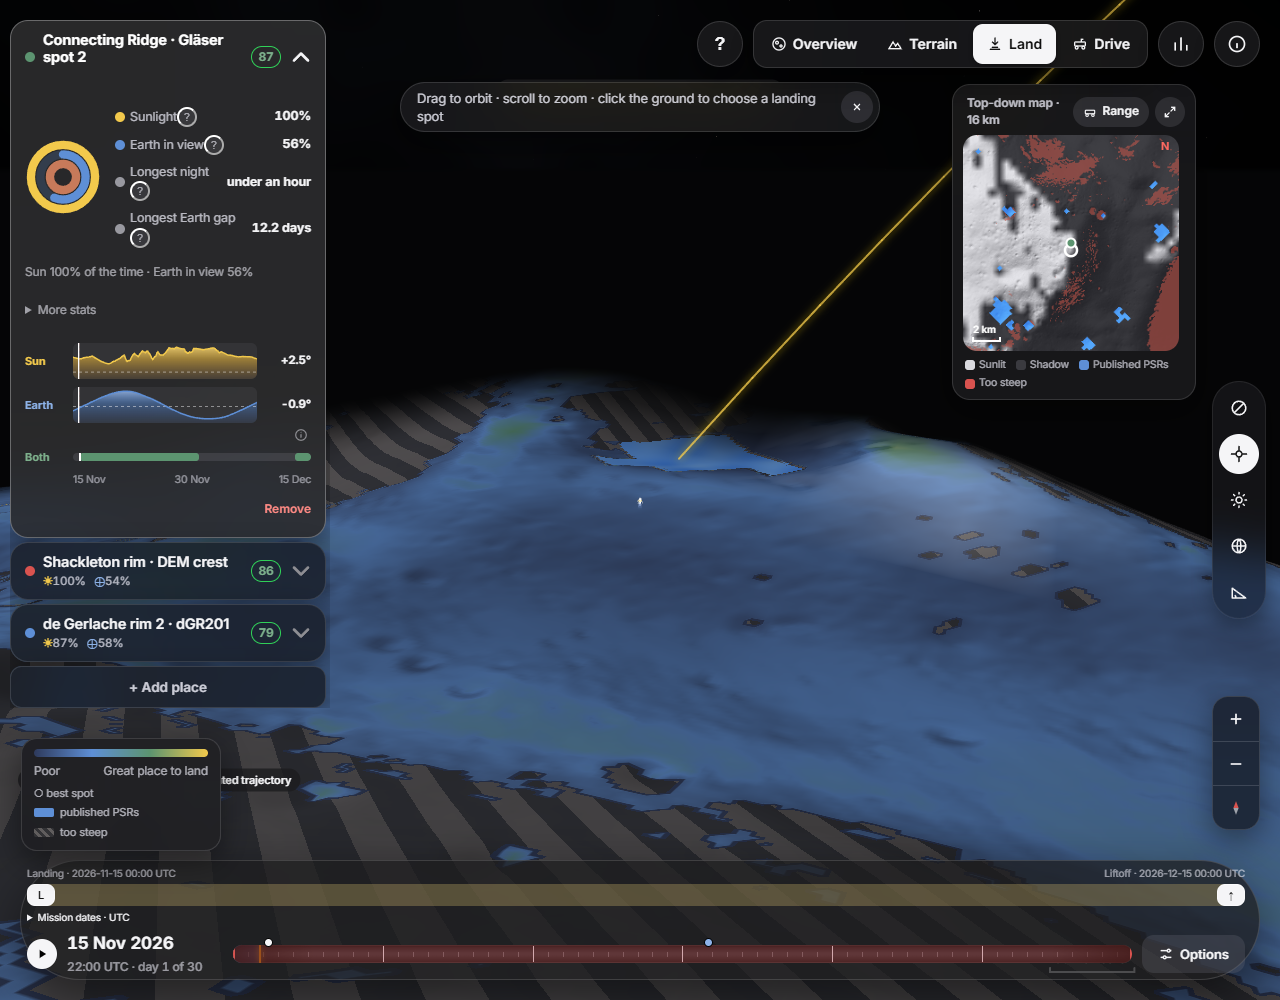 Connecting Ridge · Gläser
spot 2
87
Sunlight ? 100%
Earth in view ? 56%
Longest night ? under an hour
Longest Earth gap ? 12.2 days
Sun 100% of the time · Earth in view 56%
More stats
Sun +2.5°
Earth -0.9°
Both
15 Nov 30 Nov 15 Dec
Remove
Shackleton rim · DEM crest
100% 54%
86
de Gerlache rim 2 · dGR201
87% 58%
79
+ Add place
Poor Great place to land
best spot
published PSRs
too steep
ted trajectory
? Overview Terrain Land Drive
Drag to orbit · scroll to zoom · click the ground to choose a landing
spot
Top-down map ·
16 km
Range
N
2 km
Sunlit Shadow Published PSRs
Too steep
Landing · 2026-11-15 00:00 UTC Liftoff · 2026-12-15 00:00 UTC
L
Mission dates · UTC
15 Nov 2026
22:00 UTC · day 1 of 30
Options